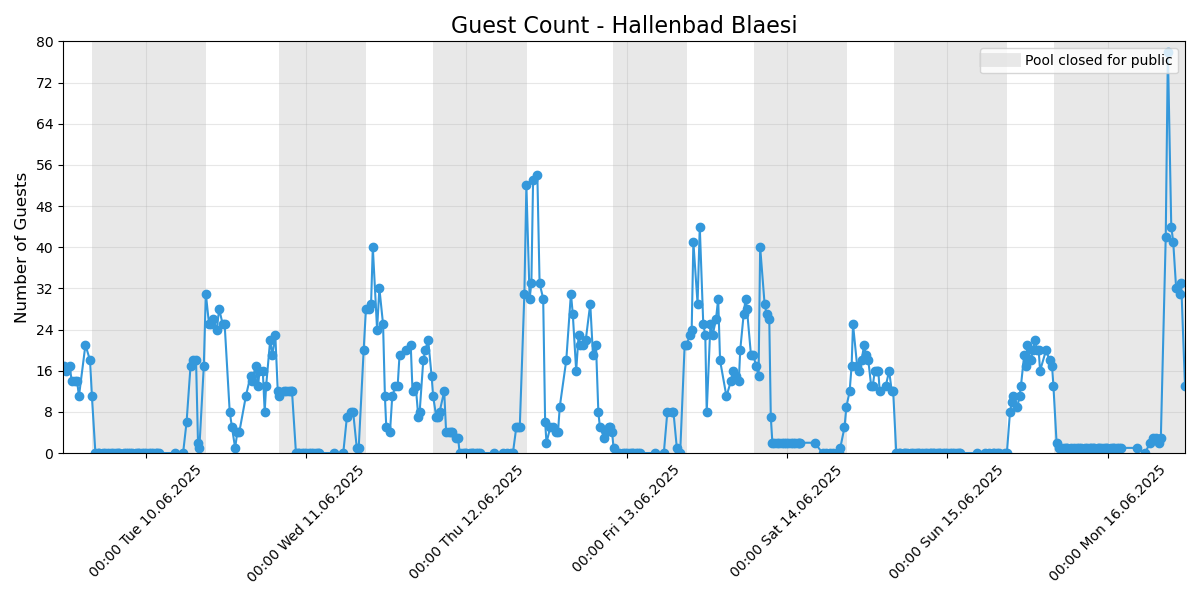 Guest Count - Hallenbad Blaesi
Pool closed for public
Number of Guests
80
72
64
56
48
40
32
24
16
8
0
00:00 Tue 10.06.2025
00:00 Wed 11.06.2025
00:00 Thu 12.06.2025
00:00 Fri 13.06.2025
00:00 Sat 14.06.2025
00:00 Sun 15.06.2025
00:00 Mon 16.06.2025